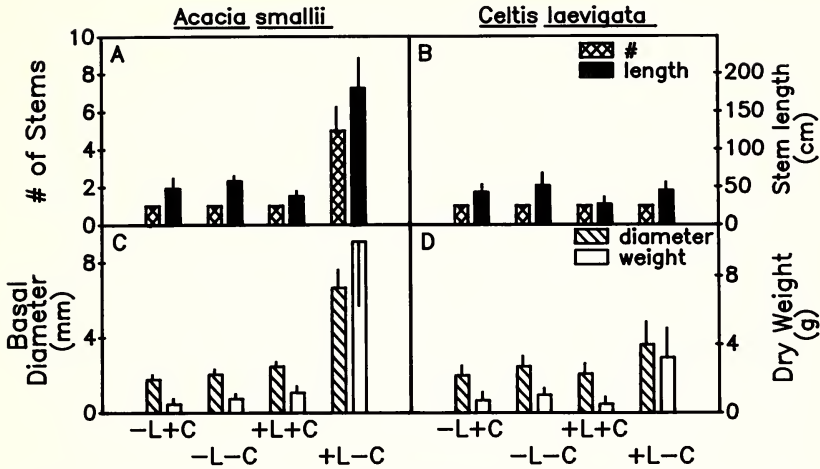 Acacia smallii
Celtis laevigata
A
B
#
length
10
8
6
4
2
0
# of Stems
200
150
100
50
0
Stem length
(cm)
C
D
diameter
weight
8
4
0
Basal
Diameter
(mm)
8
4
0
Dry Weight
(g)
−L+C
+L+C
−L+C
+L+C
−L−C
+L−C
−L−C
+L−C